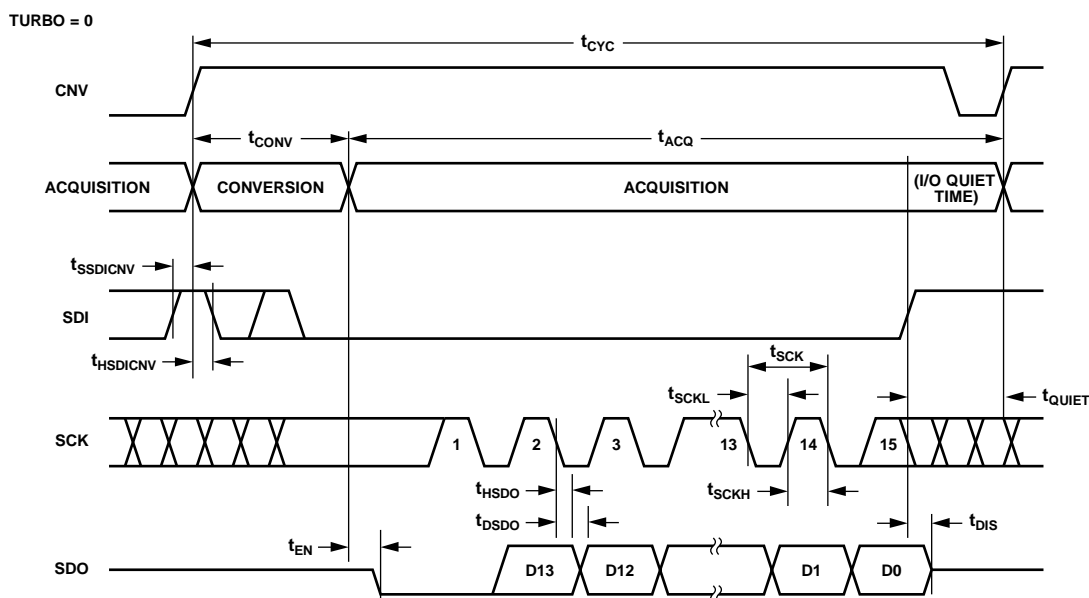 TURBO = 0
tCYC
CNV
tCONV
tACQ
ACQUISITION
CONVERSION
ACQUISITION
(I/O QUIET
TIME)
tSSDICNV
SDI
tHSDICNV
tSCK
tSCKL
tQUIET
SCK
1
2
3
13
14
15
tHSDO
tSCKH
tDSDO
tDIS
tEN
SDO
D13
D12
D1
D0